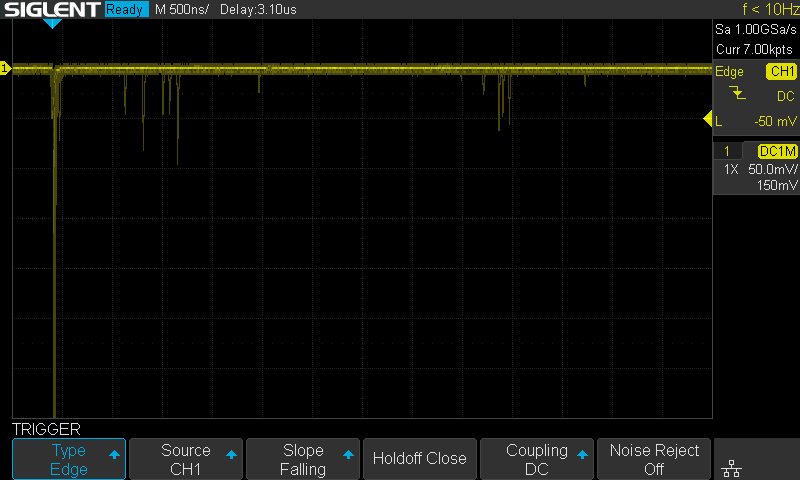 SIGLENT Ready M 500ns/ Delay:3.10us f < 10Hz
Sa 1.00GSa/s
Curr 7.00kpts
Edge CH1
DC
L -50 mV
1 DC1M
1X 50.0mV/
150mV
1
TRIGGER
Type
Edge
Source
CH1
Slope
Falling
Holdoff Close
Coupling
DC
Noise Reject
Off